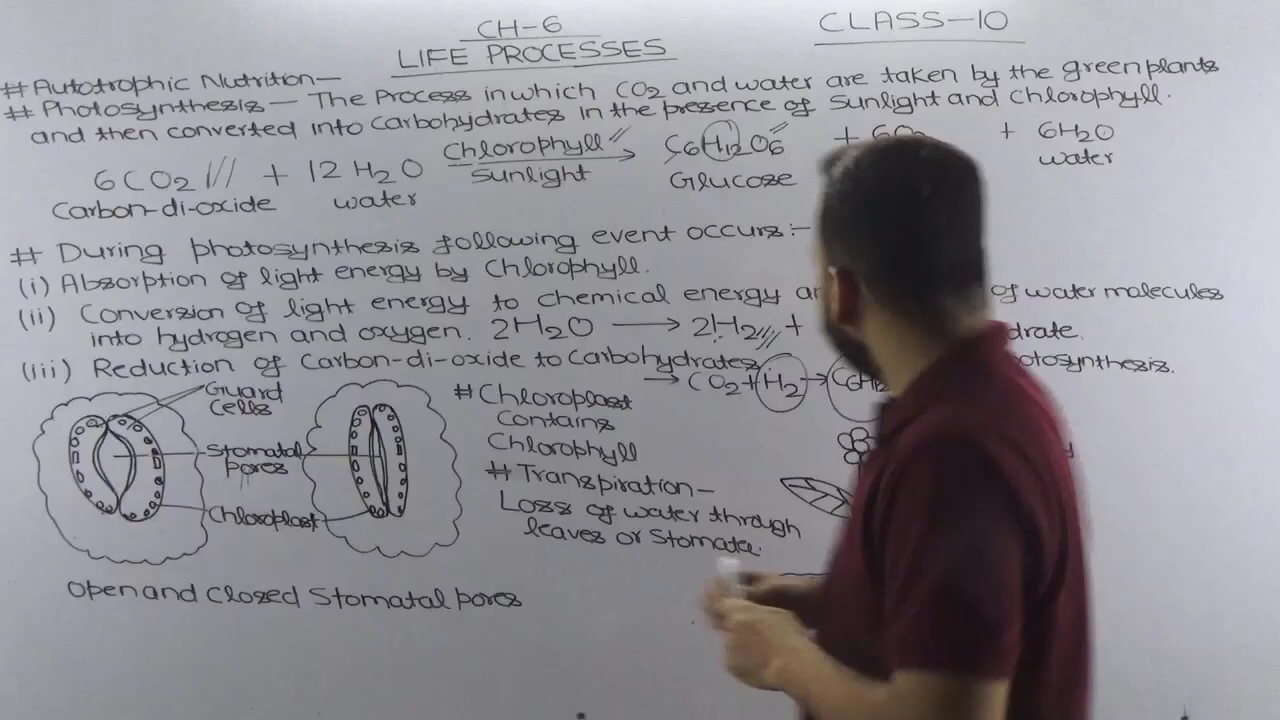 CH-6
LIFE PROCESSES
CLASS-10
# Autotrophic Nutrition-
# Photosynthesis - The Process in which CO2 and water are taken by the green plants
and then converted into carbohydrates in the presence of sunlight and chlorophyll.
6CO2 + 12H2O Chlorophyll Sunlight → C6H12O6 + 6O2 + 6H2O
Carbon-di-oxide water Glucose water
# During photosynthesis following event occurs:-
(i) Absorption of light energy by Chlorophyll.
(ii) Conversion of light energy to chemical energy of water molecules
into hydrogen and oxygen. 2H2O → 2H2 + drate.
(iii) Reduction of Carbon-di-oxide to Carbohydrates otosynthesis.
→ CO2 + H2 → C6H12
Guard
Cells
Stomatal
pores
Chloroplast
# Chloroplast
Contains
Chlorophyll
# Transpiration-
Loss of water through
leaves or Stomata.
Open and Closed Stomatal pores